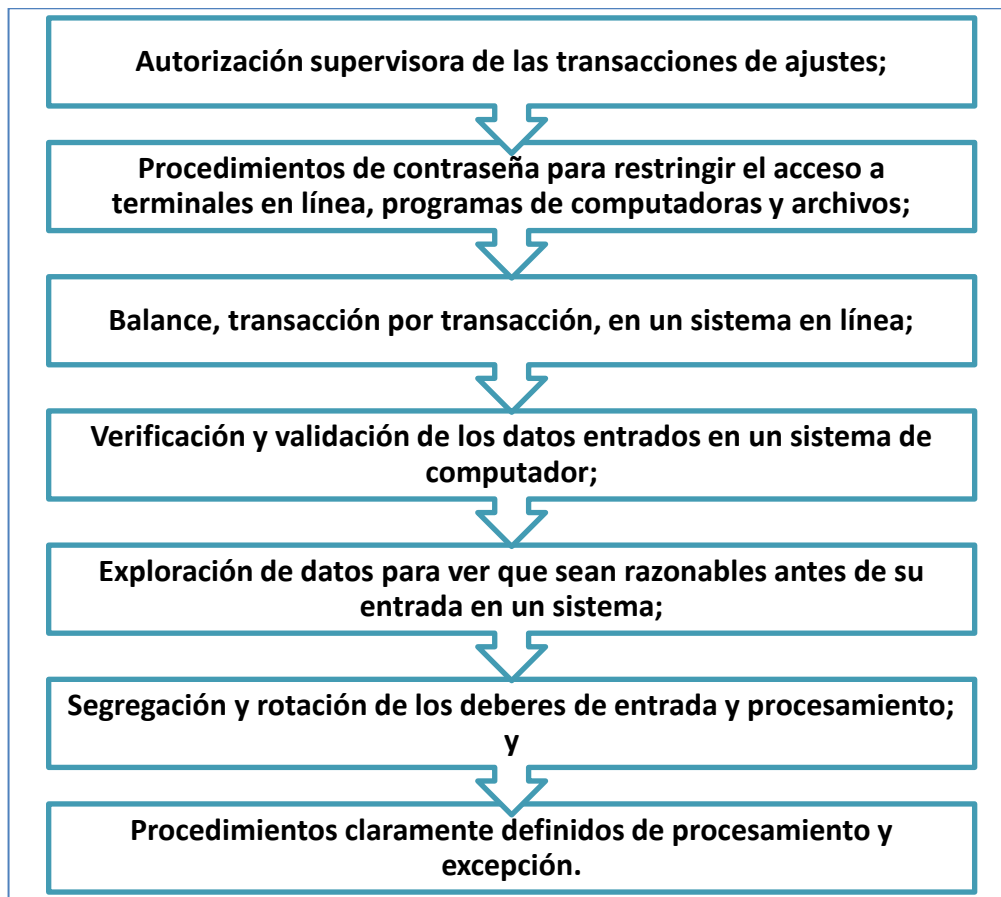 Autorización supervisora de las transacciones de ajustes;
Procedimientos de contraseña para restringir el acceso a
terminales en línea, programas de computadoras y archivos;
Balance, transacción por transacción, en un sistema en línea;
Verificación y validación de los datos entrados en un sistema de
computador;
Exploración de datos para ver que sean razonables antes de su
entrada en un sistema;
Segregación y rotación de los deberes de entrada y procesamiento;
y
Procedimientos claramente definidos de procesamiento y
excepción.